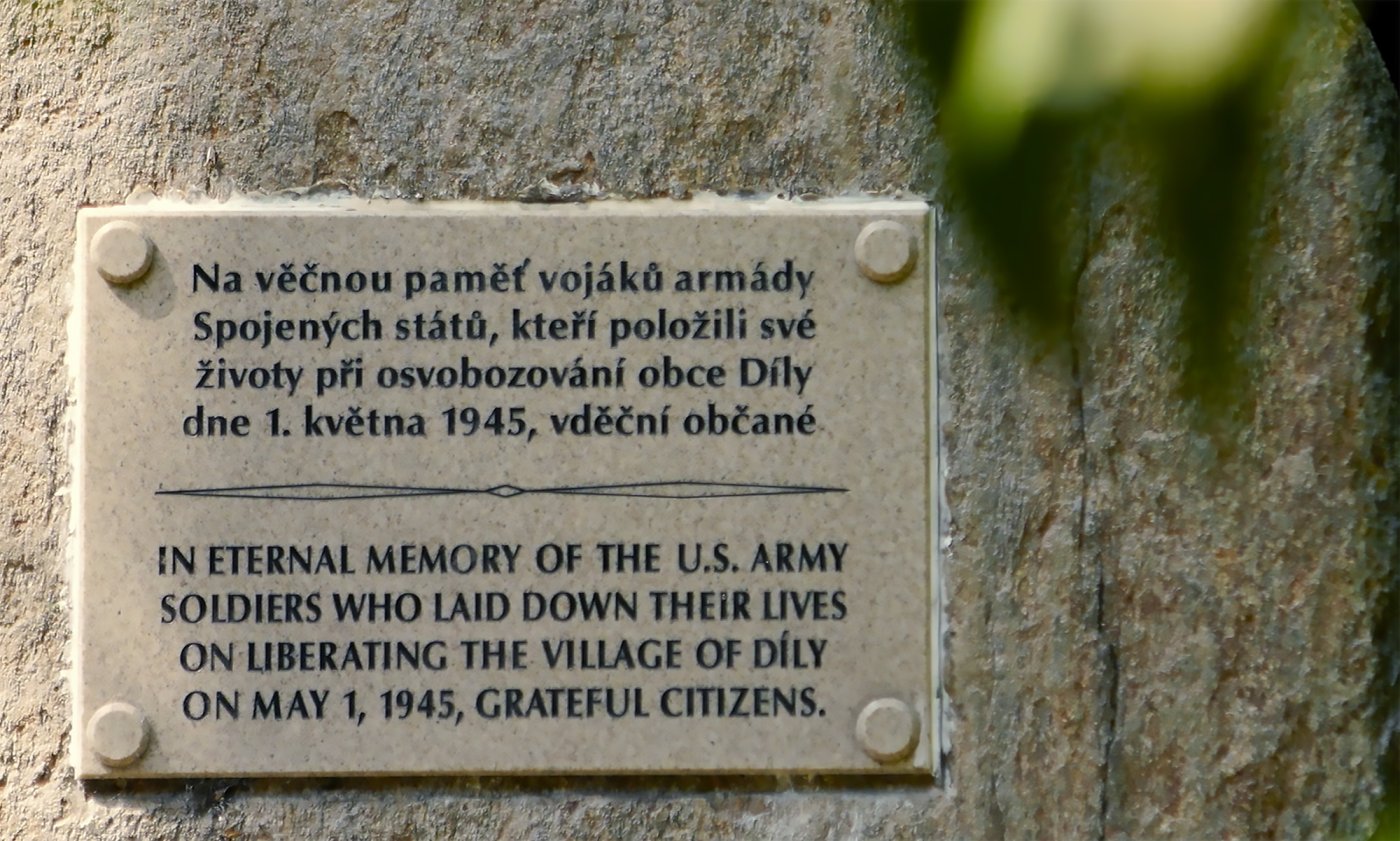 Na věčnou paměť vojáků armády
Spojených států, kteří položili své
životy při osvobozování obce Díly
dne 1. května 1945, vděční občané
IN ETERNAL MEMORY OF THE U.S. ARMY
SOLDIERS WHO LAID DOWN THEIR LIVES
ON LIBERATING THE VILLAGE OF DÍLY
ON MAY 1, 1945, GRATEFUL CITIZENS.